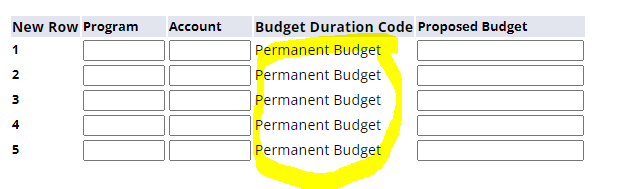 New Row Program Account Budget Duration Code Proposed Budget
1 Permanent Budget
2 Permanent Budget
3 Permanent Budget
4 Permanent Budget
5 Permanent Budget